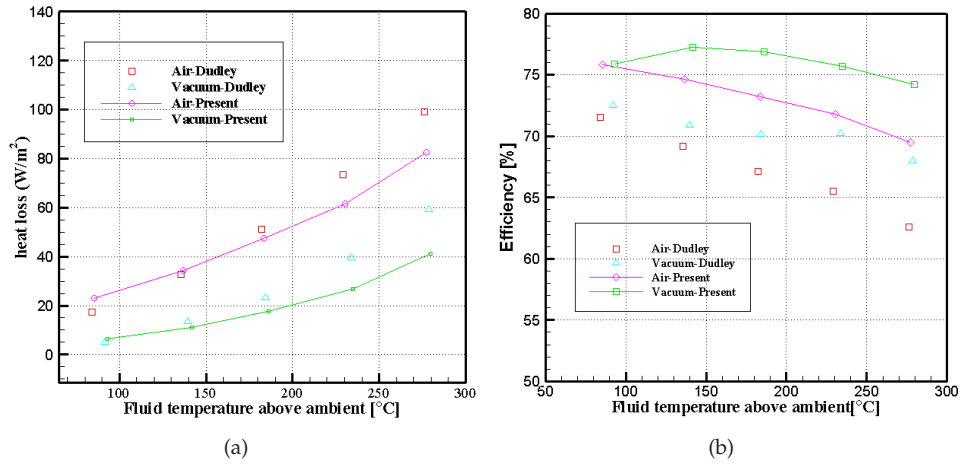 140
120
100
80
60
40
20
0
heat loss (W/m²)
Air-Dudley
Vacuum-Dudley
Air-Present
Vacuum-Present
100 150 200 250 300
Fluid temperature above ambient [°C]
(a)
80
75
70
65
60
55
50
Efficiency [%]
Air-Dudley
Vacuum-Dudley
Air-Present
Vacuum-Present
50 100 150 200 250 300
Fluid temperature above ambient[°C]
(b)